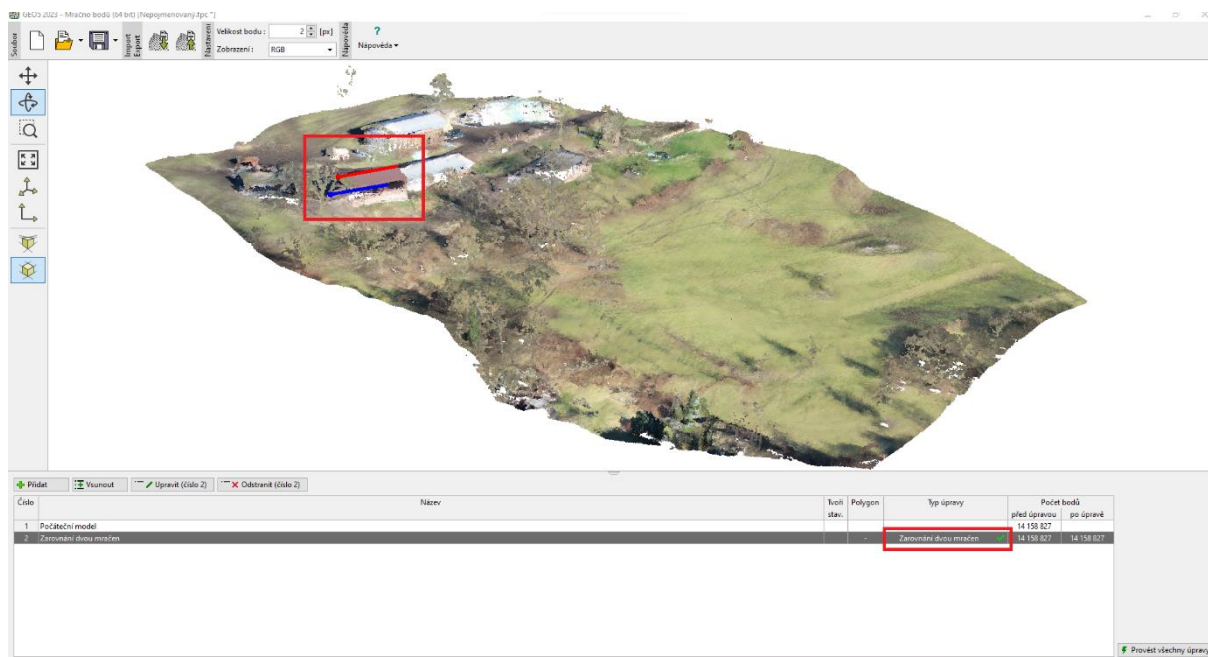 GEO5 2023 - Mračno bodů (64 bit) [Nepojmenovaný.fpc *]
Soubor
Import
Export
Nastavení
Velikost bodu : 2 [px]
Zobrazení : RGB
Nápověda
?
Nápověda
Přidat Vsunout Upravit (číslo 2) Odstranit (číslo 2)
Číslo Název Tvoří stav. Polygon Typ úpravy Počet bodů
před úpravou po úpravě
1 Počáteční model 14 158 827
2 Zarovnání dvou mračen - Zarovnání dvou mračen 14 158 827 14 158 827
Provést všechny úpravy